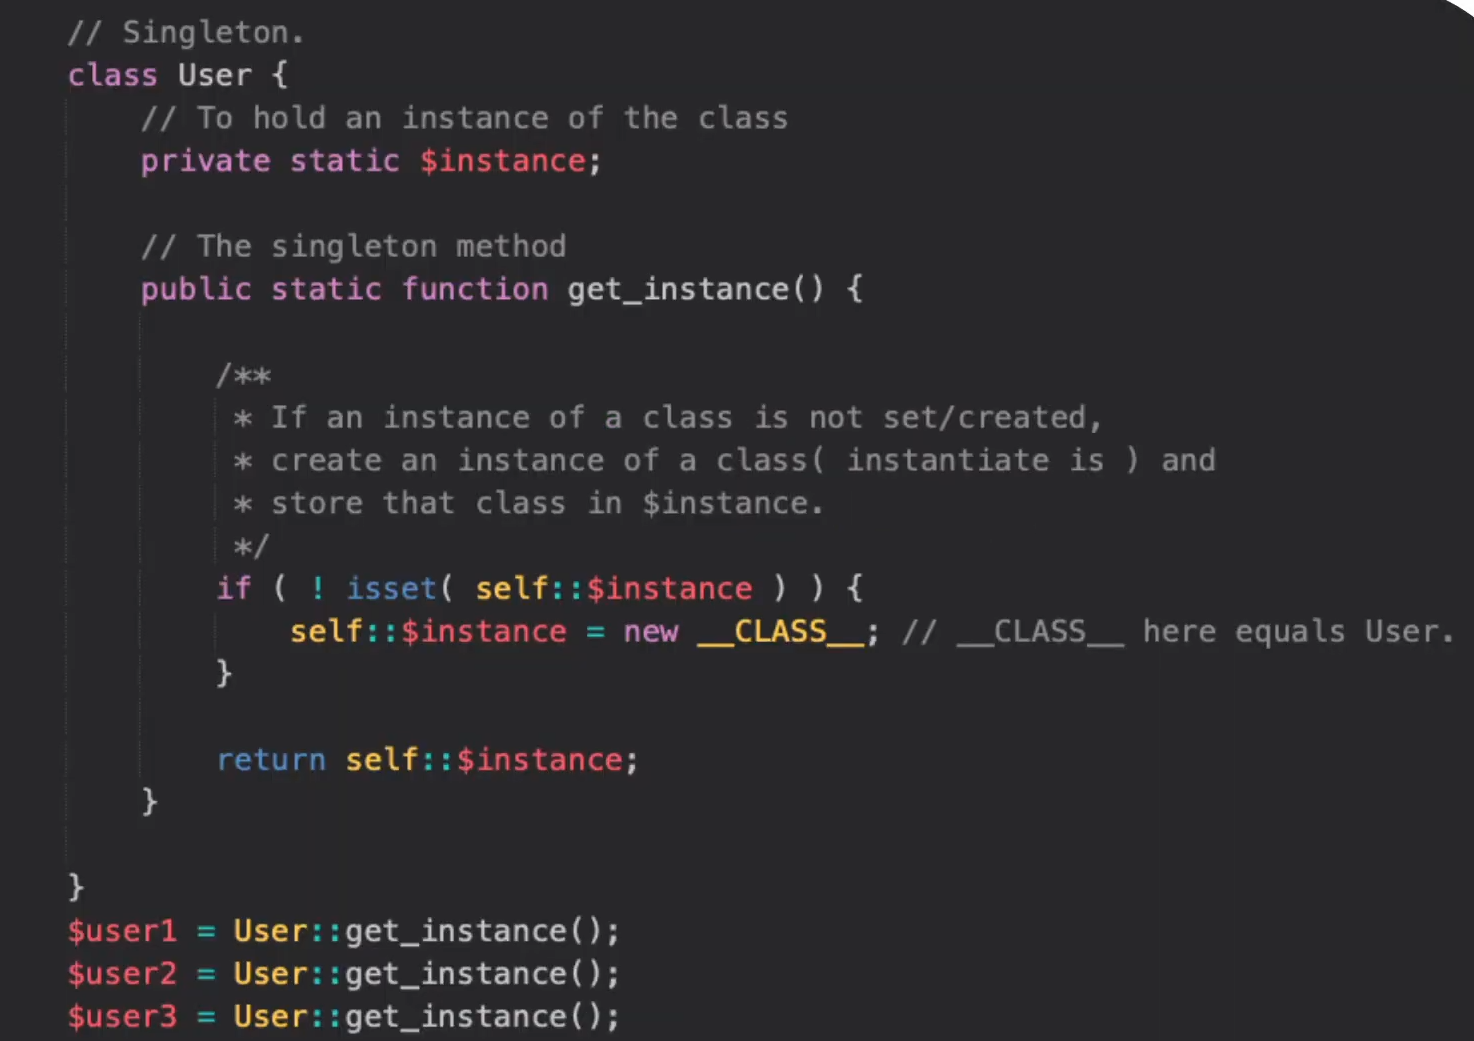 // Singleton.
class User {
// To hold an instance of the class
private static $instance;
// The singleton method
public static function get_instance() {
/**
* If an instance of a class is not set/created,
* create an instance of a class( instantiate is ) and
* store that class in $instance.
*/
if ( ! isset( self::$instance ) ) {
self::$instance = new __CLASS__; // __CLASS__ here equals User.
}
return self::$instance;
}
}
$user1 = User::get_instance();
$user2 = User::get_instance();
$user3 = User::get_instance();